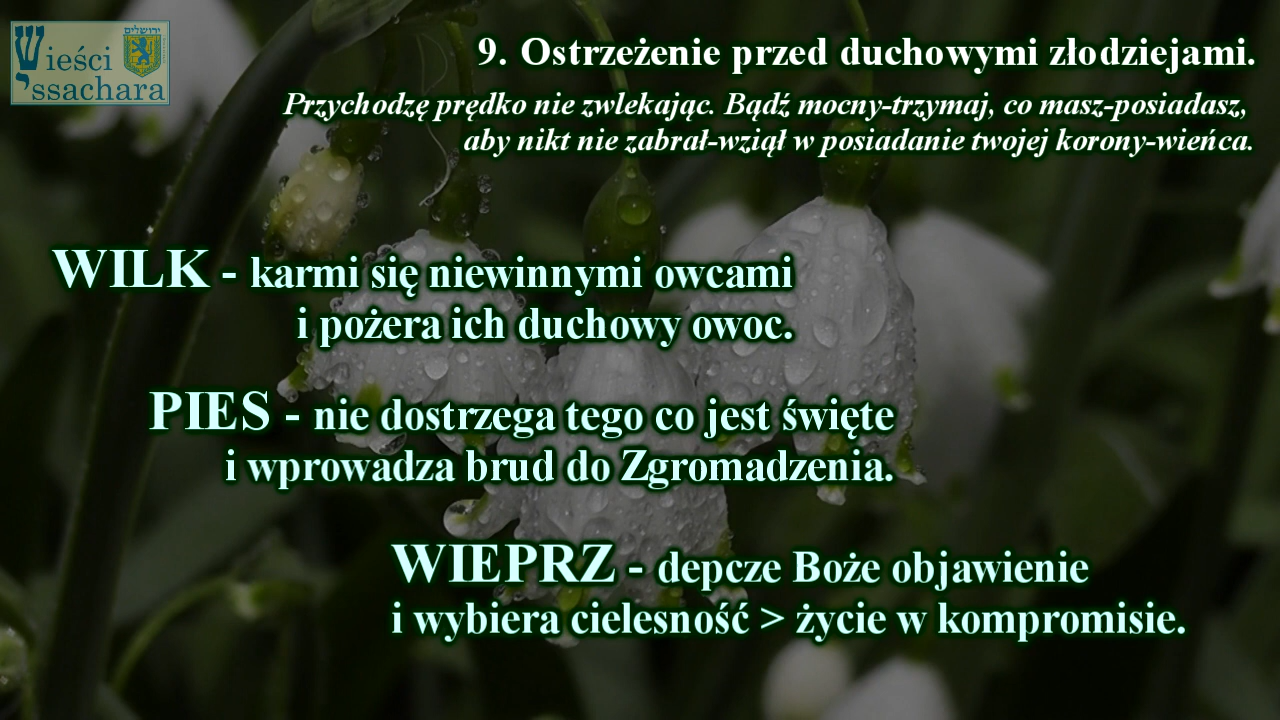 ירושלים
Wieści
Yssachara
9. Ostrzeżenie przed duchowymi złodziejami.
Przychodzę prędko nie zwlekając. Bądź mocny-trzymaj, co masz-posiadasz,
aby nikt nie zabrał-wziął w posiadanie twojej korony-wieńca.
WILK - karmi się niewinnymi owcami
i pożera ich duchowy owoc.
PIES - nie dostrzega tego co jest święte
i wprowadza brud do Zgromadzenia.
WIEPRZ - depcze Boże objawienie
i wybiera cielesność > życie w kompromisie.